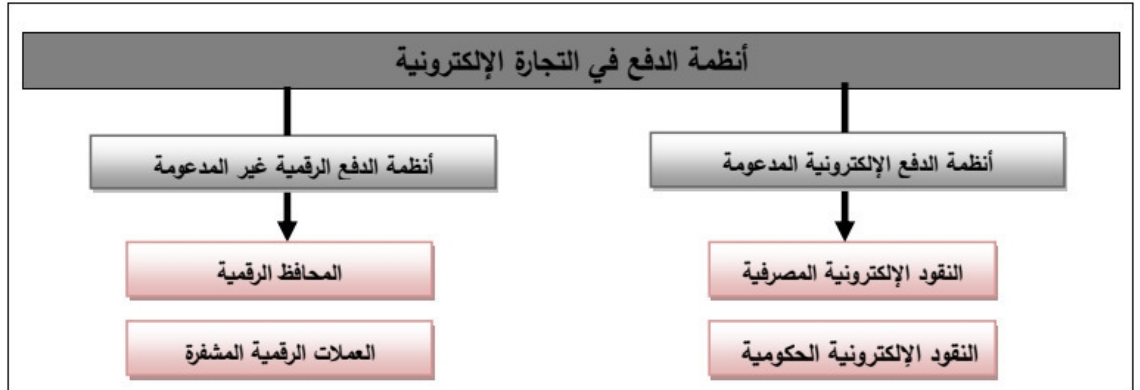 أنظمة الدفع في التجارة الإلكترونية
أنظمة الدفع الإلكترونية المدعومة
أنظمة الدفع الرقمية غير المدعومة
النقود الإلكترونية المصرفية
المحافظ الرقمية
النقود الإلكترونية الحكومية
العملات الرقمية المشفرة